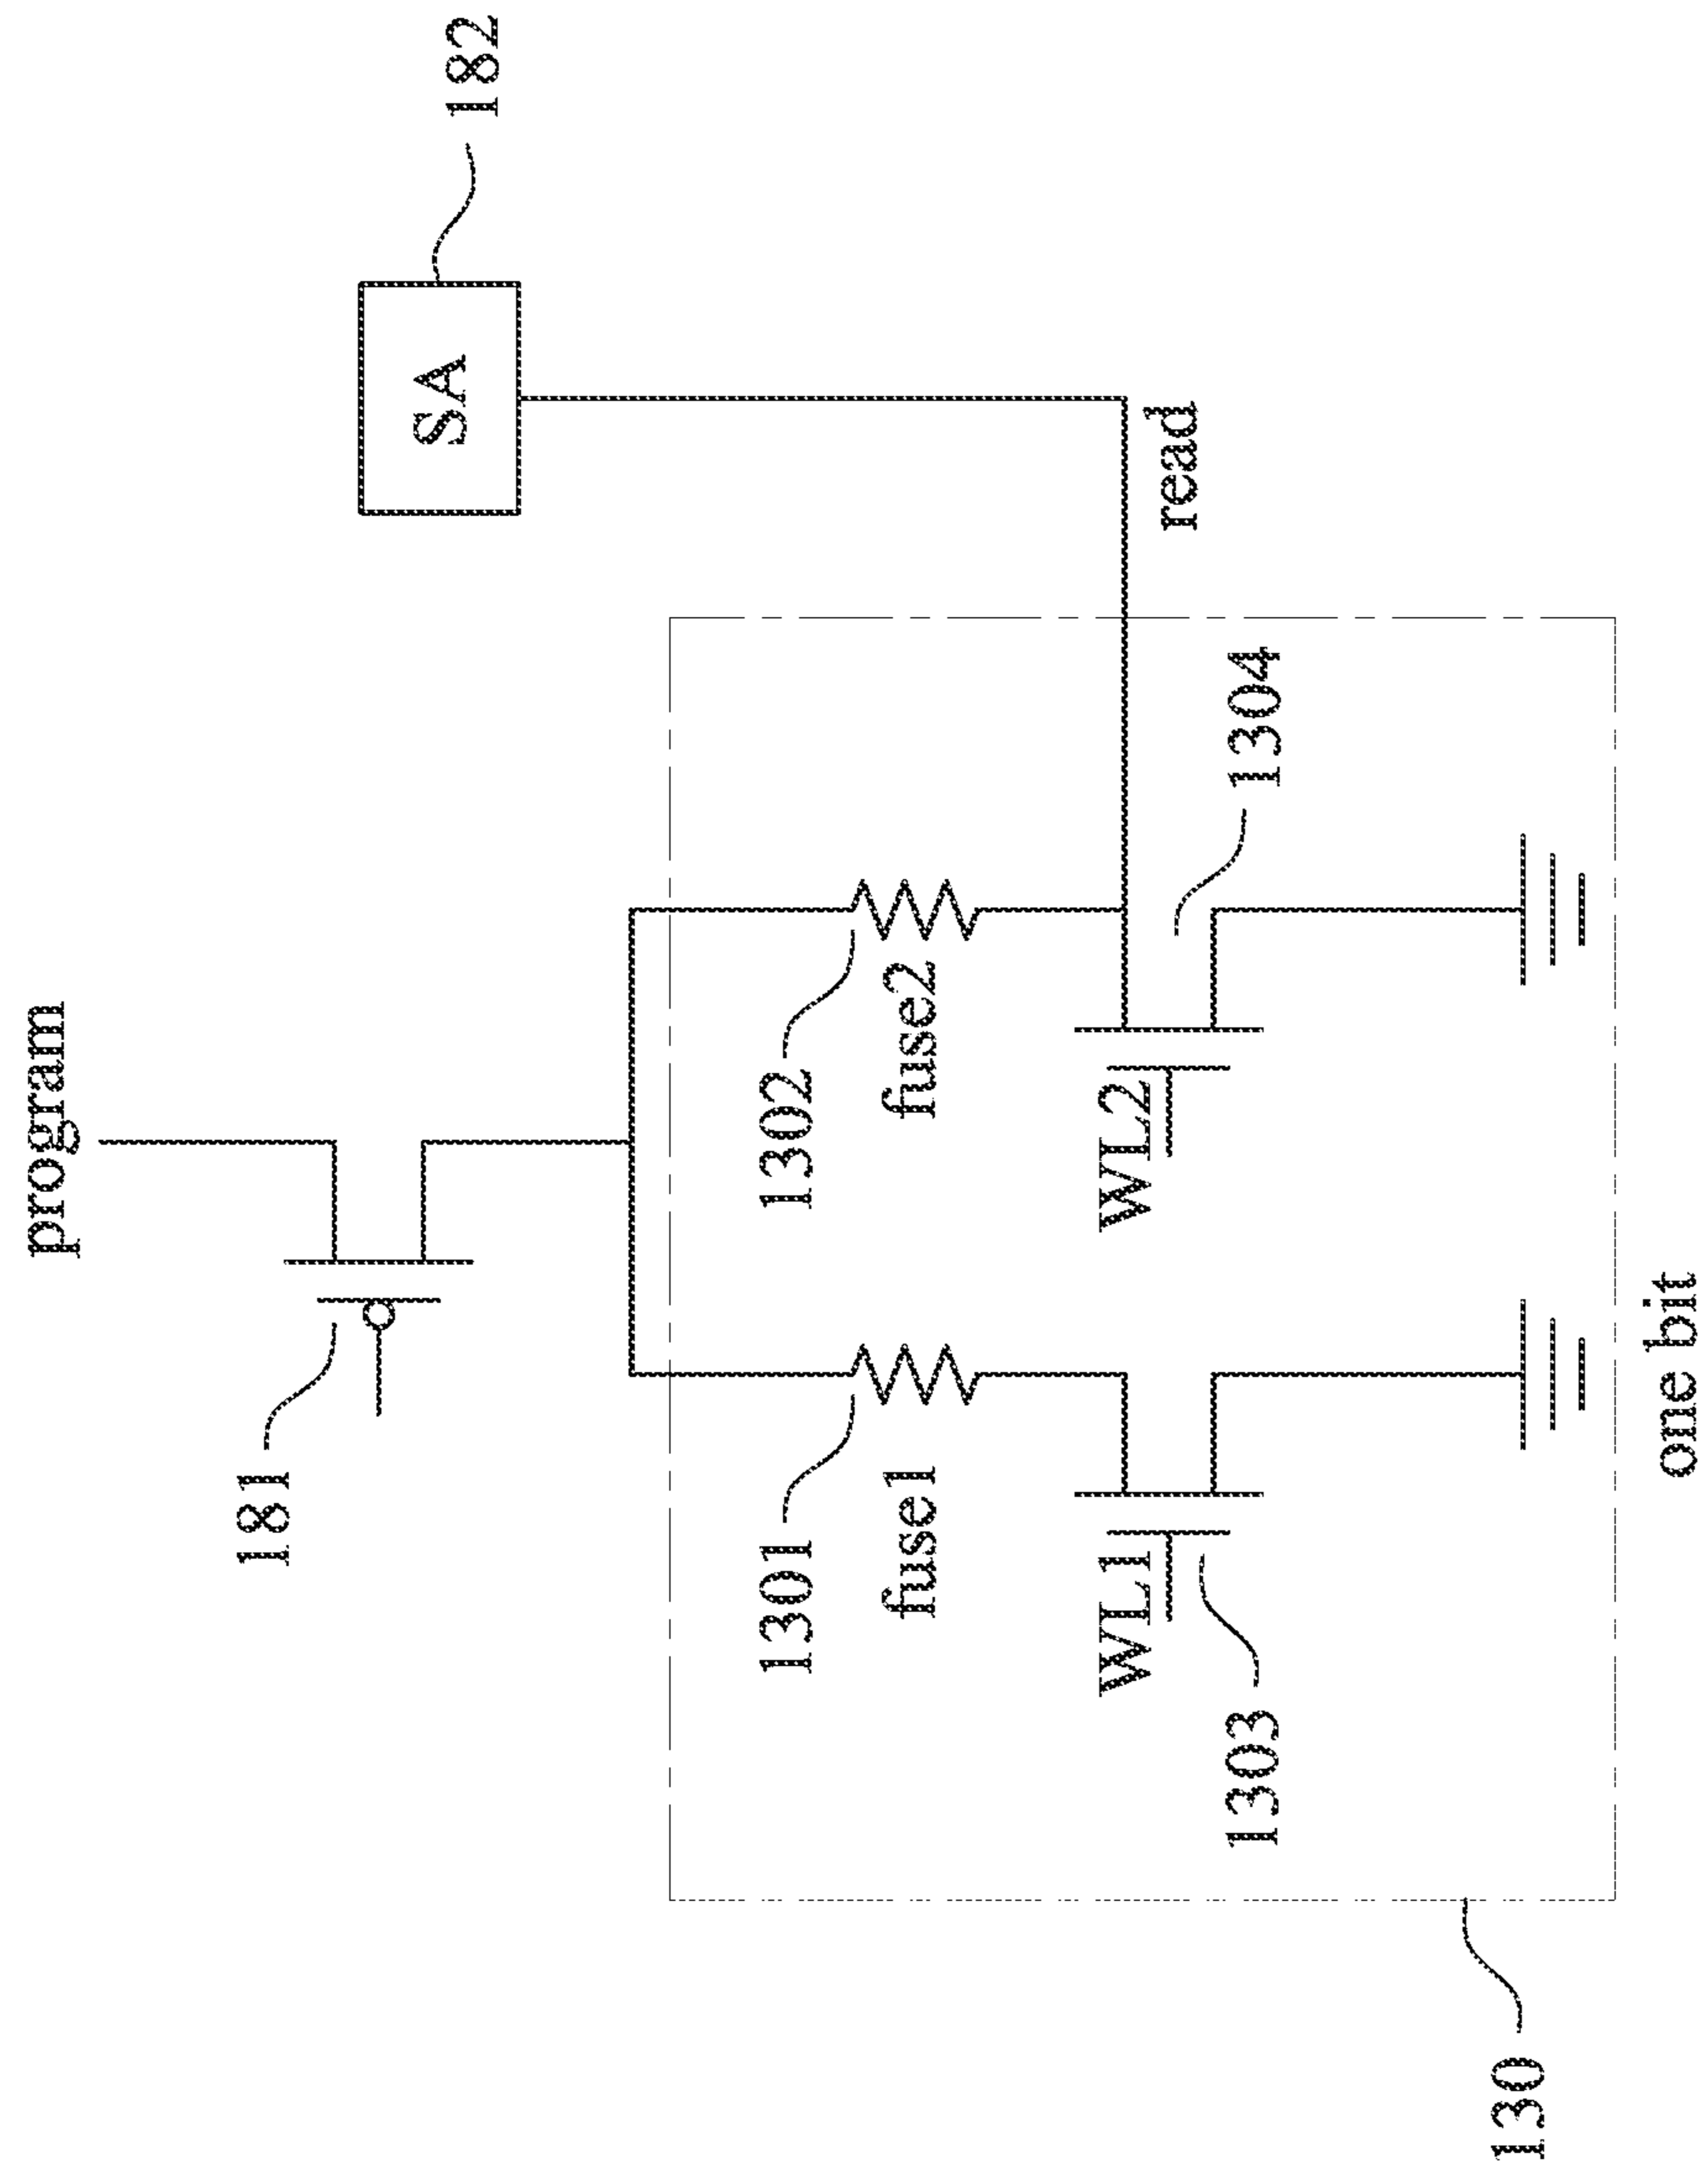 program
181
182
SA
1301
fuse1
1302
fuse2
WL1
WL2
read
1303
1304
130
one bit